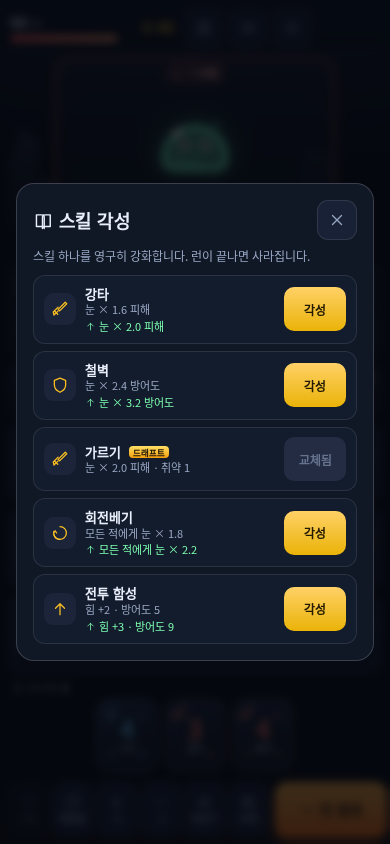 스킬 각성
스킬 하나를 영구히 강화합니다. 런이 끝나면 사라집니다.
강타
눈 × 1.6 피해
↑ 눈 × 2.0 피해
각성
철벽
눈 × 2.4 방어도
↑ 눈 × 3.2 방어도
각성
가르기 드래프트
눈 × 2.0 피해 · 취약 1
교체됨
회전베기
모든 적에게 눈 × 1.8
↑ 모든 적에게 눈 × 2.2
각성
전투 함성
힘 +2 · 방어도 5
↑ 힘 +3 · 방어도 9
각성